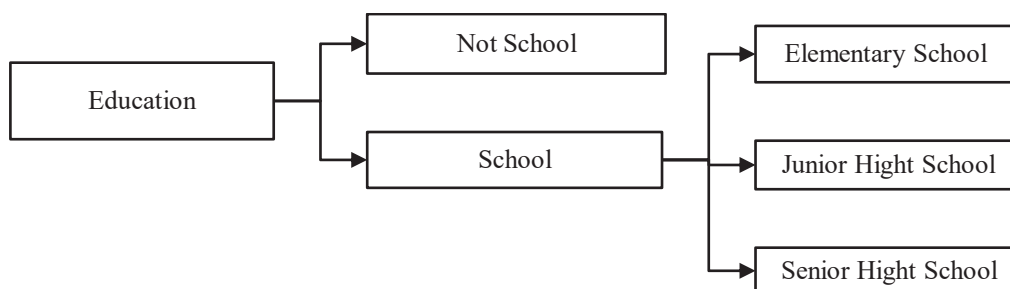 Education
Not School
School
Elementary School
Junior Hight School
Senior Hight School